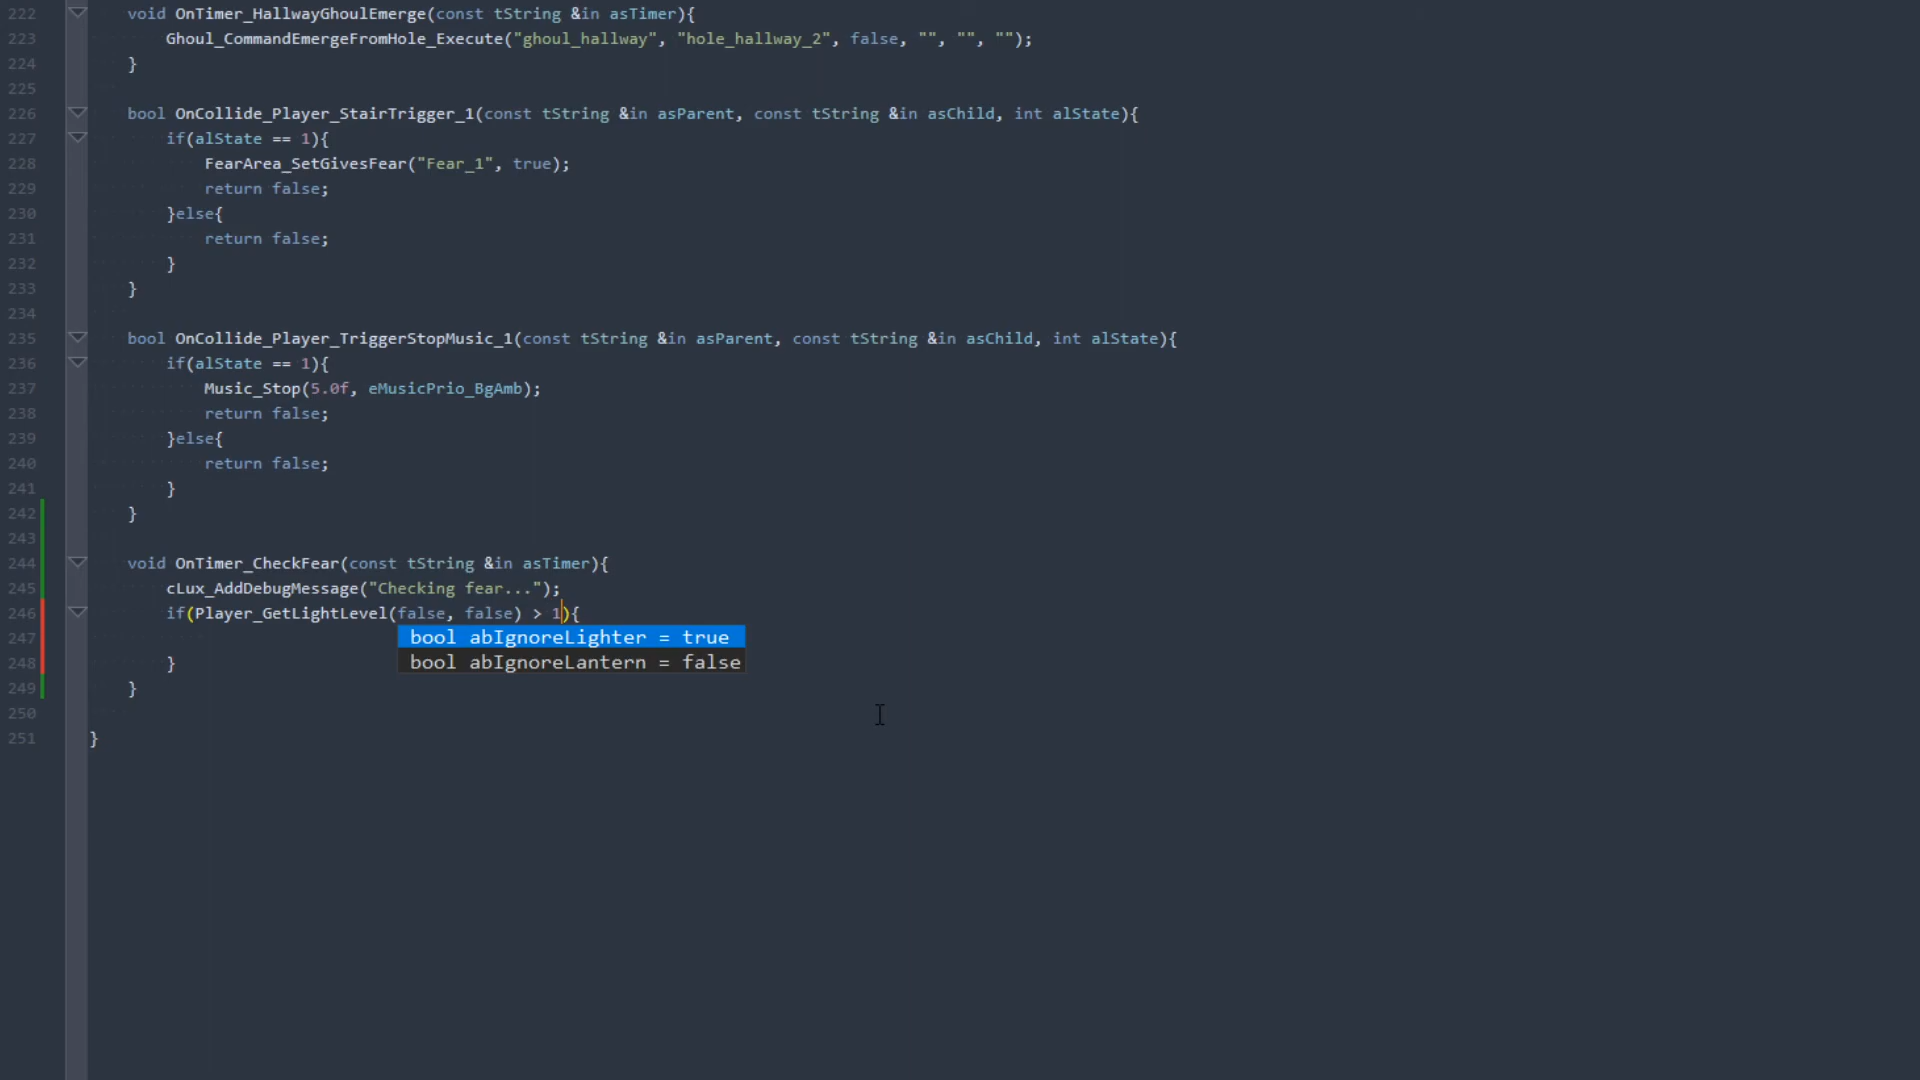 222 void OnTimer_HallwayGhoulEmerge(const tString &in asTimer){
223 Ghoul_CommandEmergeFromHole_Execute("ghoul_hallway", "hole_hallway_2", false, "", "", "");
224 }
225
226 bool OnCollide_Player_StairTrigger_1(const tString &in asParent, const tString &in asChild, int alState){
227 if(alState == 1){
228 FearArea_SetGivesFear("Fear_1", true);
229 return false;
230 }else{
231 return false;
232 }
233 }
234
235 bool OnCollide_Player_TriggerStopMusic_1(const tString &in asParent, const tString &in asChild, int alState){
236 if(alState == 1){
237 Music_Stop(5.0f, eMusicPrio_BgAmb);
238 return false;
239 }else{
240 return false;
241 }
242 }
243
244 void OnTimer_CheckFear(const tString &in asTimer){
245 cLux_AddDebugMessage("Checking fear...");
246 if(Player_GetLightLevel(false, false) > 1){
247 bool abIgnoreLighter = true
248 } bool abIgnoreLantern = false
249 }
250
251 }